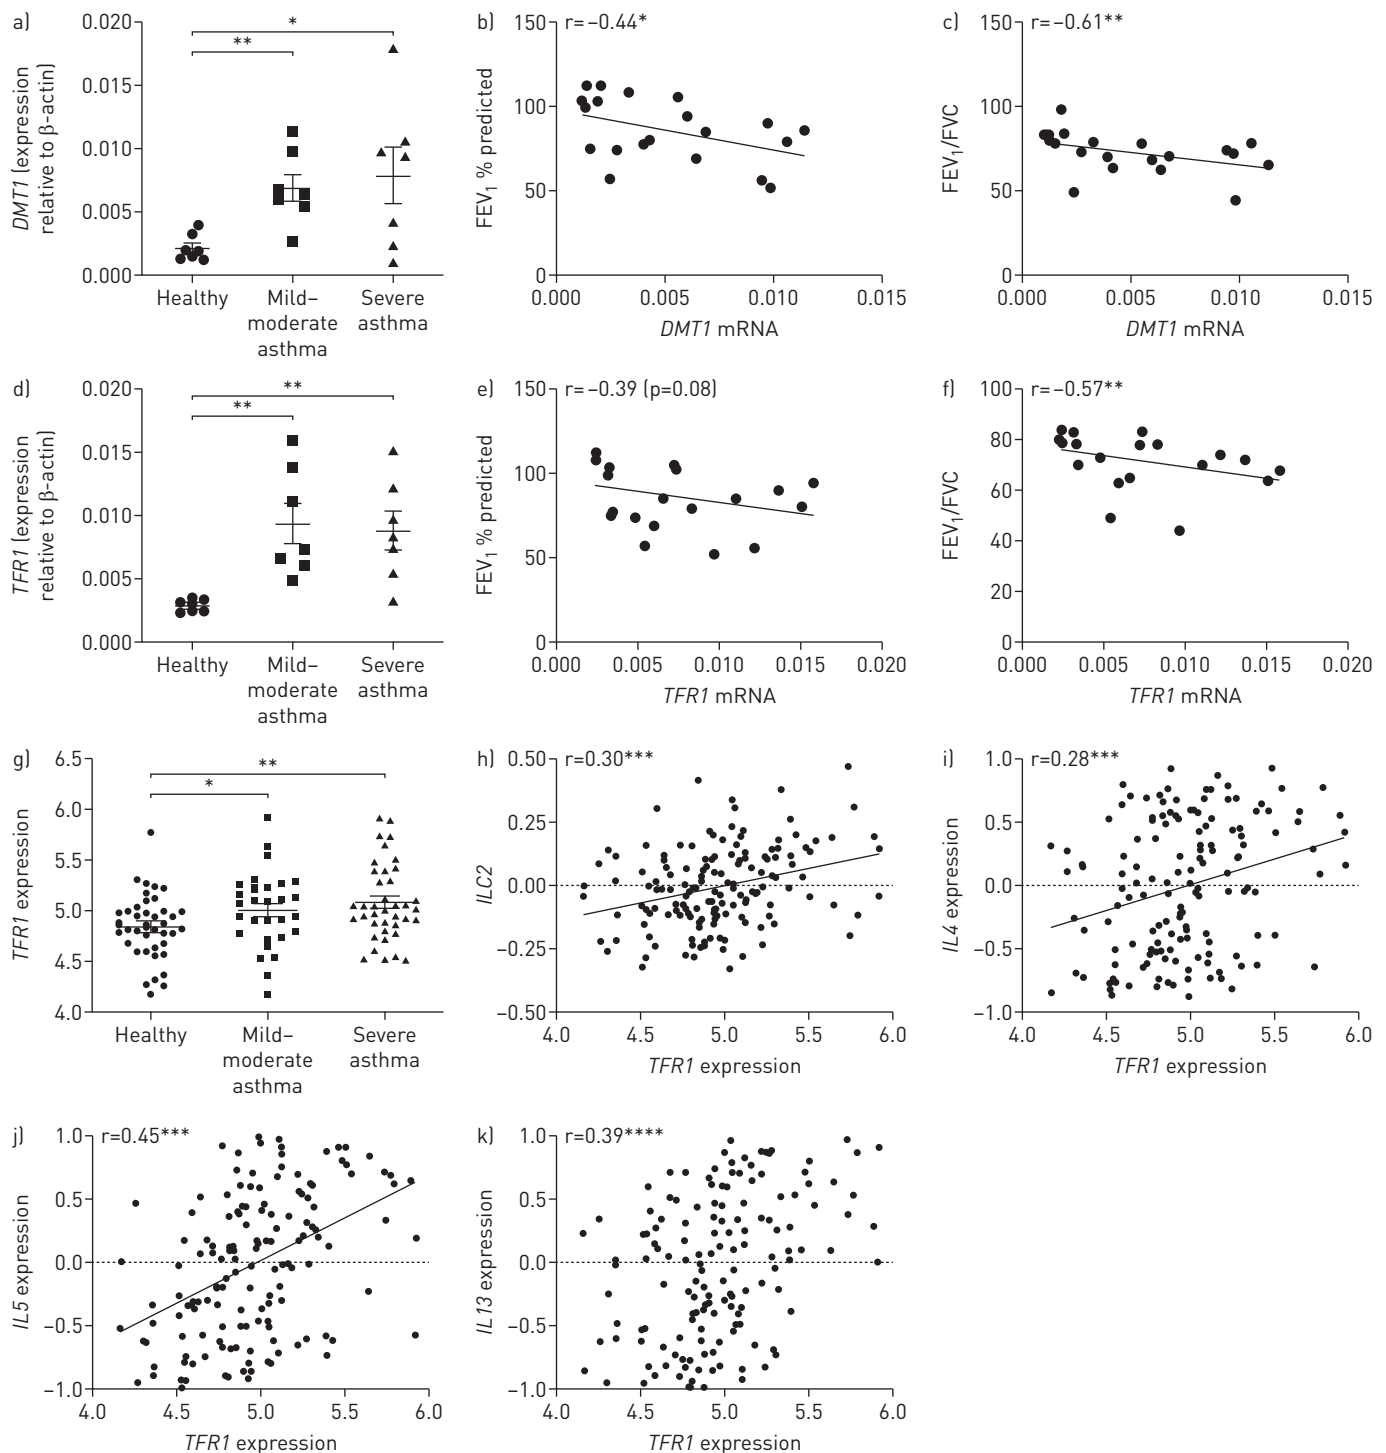 a)
0.020
0.015
0.010
0.005
0.000
DMT1 (expression
relative to β-actin)
*
**
Healthy
Mild–
moderate
asthma
Severe
asthma
b)
r=–0.44*
150
100
50
0
FEV1 % predicted
0.000 0.005 0.010 0.015
DMT1 mRNA
c)
r=–0.61**
150
100
50
0
FEV1/FVC
0.000 0.005 0.010 0.015
DMT1 mRNA
d)
0.020
0.015
0.010
0.005
0.000
TFR1 (expression
relative to β-actin)
**
**
Healthy
Mild–
moderate
asthma
Severe
asthma
e)
r=–0.39 (p=0.08)
150
100
50
0
FEV1 % predicted
0.000 0.005 0.010 0.015 0.020
TFR1 mRNA
f)
r=–0.57**
100
80
60
40
20
0
FEV1/FVC
0.000 0.005 0.010 0.015 0.020
TFR1 mRNA
g)
6.5
6.0
5.5
5.0
4.5
4.0
TFR1 expression
**
*
Healthy
Mild–
moderate
asthma
Severe
asthma
h)
r=0.30***
0.50
0.25
0.00
–0.25
–0.50
ILC2
4.0 4.5 5.0 5.5 6.0
TFR1 expression
i)
r=0.28***
1.0
0.5
0.0
–0.5
–1.0
IL4 expression
4.0 4.5 5.0 5.5 6.0
TFR1 expression
j)
r=0.45***
1.0
0.5
0.0
–0.5
–1.0
IL5 expression
4.0 4.5 5.0 5.5 6.0
TFR1 expression
k)
r=0.39****
1.0
0.5
0.0
–0.5
–1.0
IL13 expression
4.0 4.5 5.0 5.5 6.0
TFR1 expression